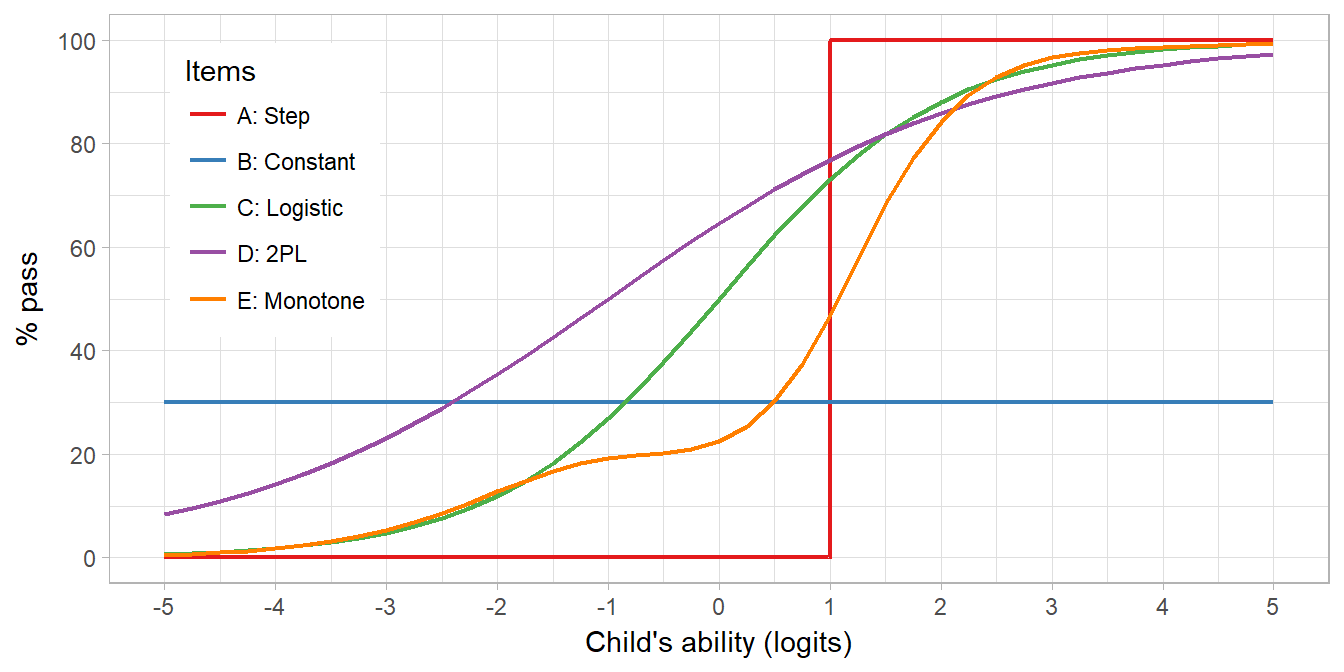 Items
A: Step
B: Constant
C: Logistic
D: 2PL
E: Monotone
% pass
100
80
60
40
20
0
-5 -4 -3 -2 -1 0 1 2 3 4 5
Child's ability (logits)